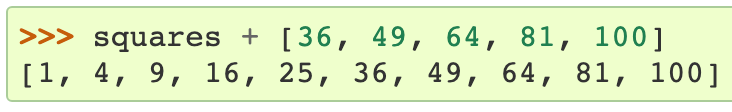 >>> squares + [36, 49, 64, 81, 100]
[1, 4, 9, 16, 25, 36, 49, 64, 81, 100]